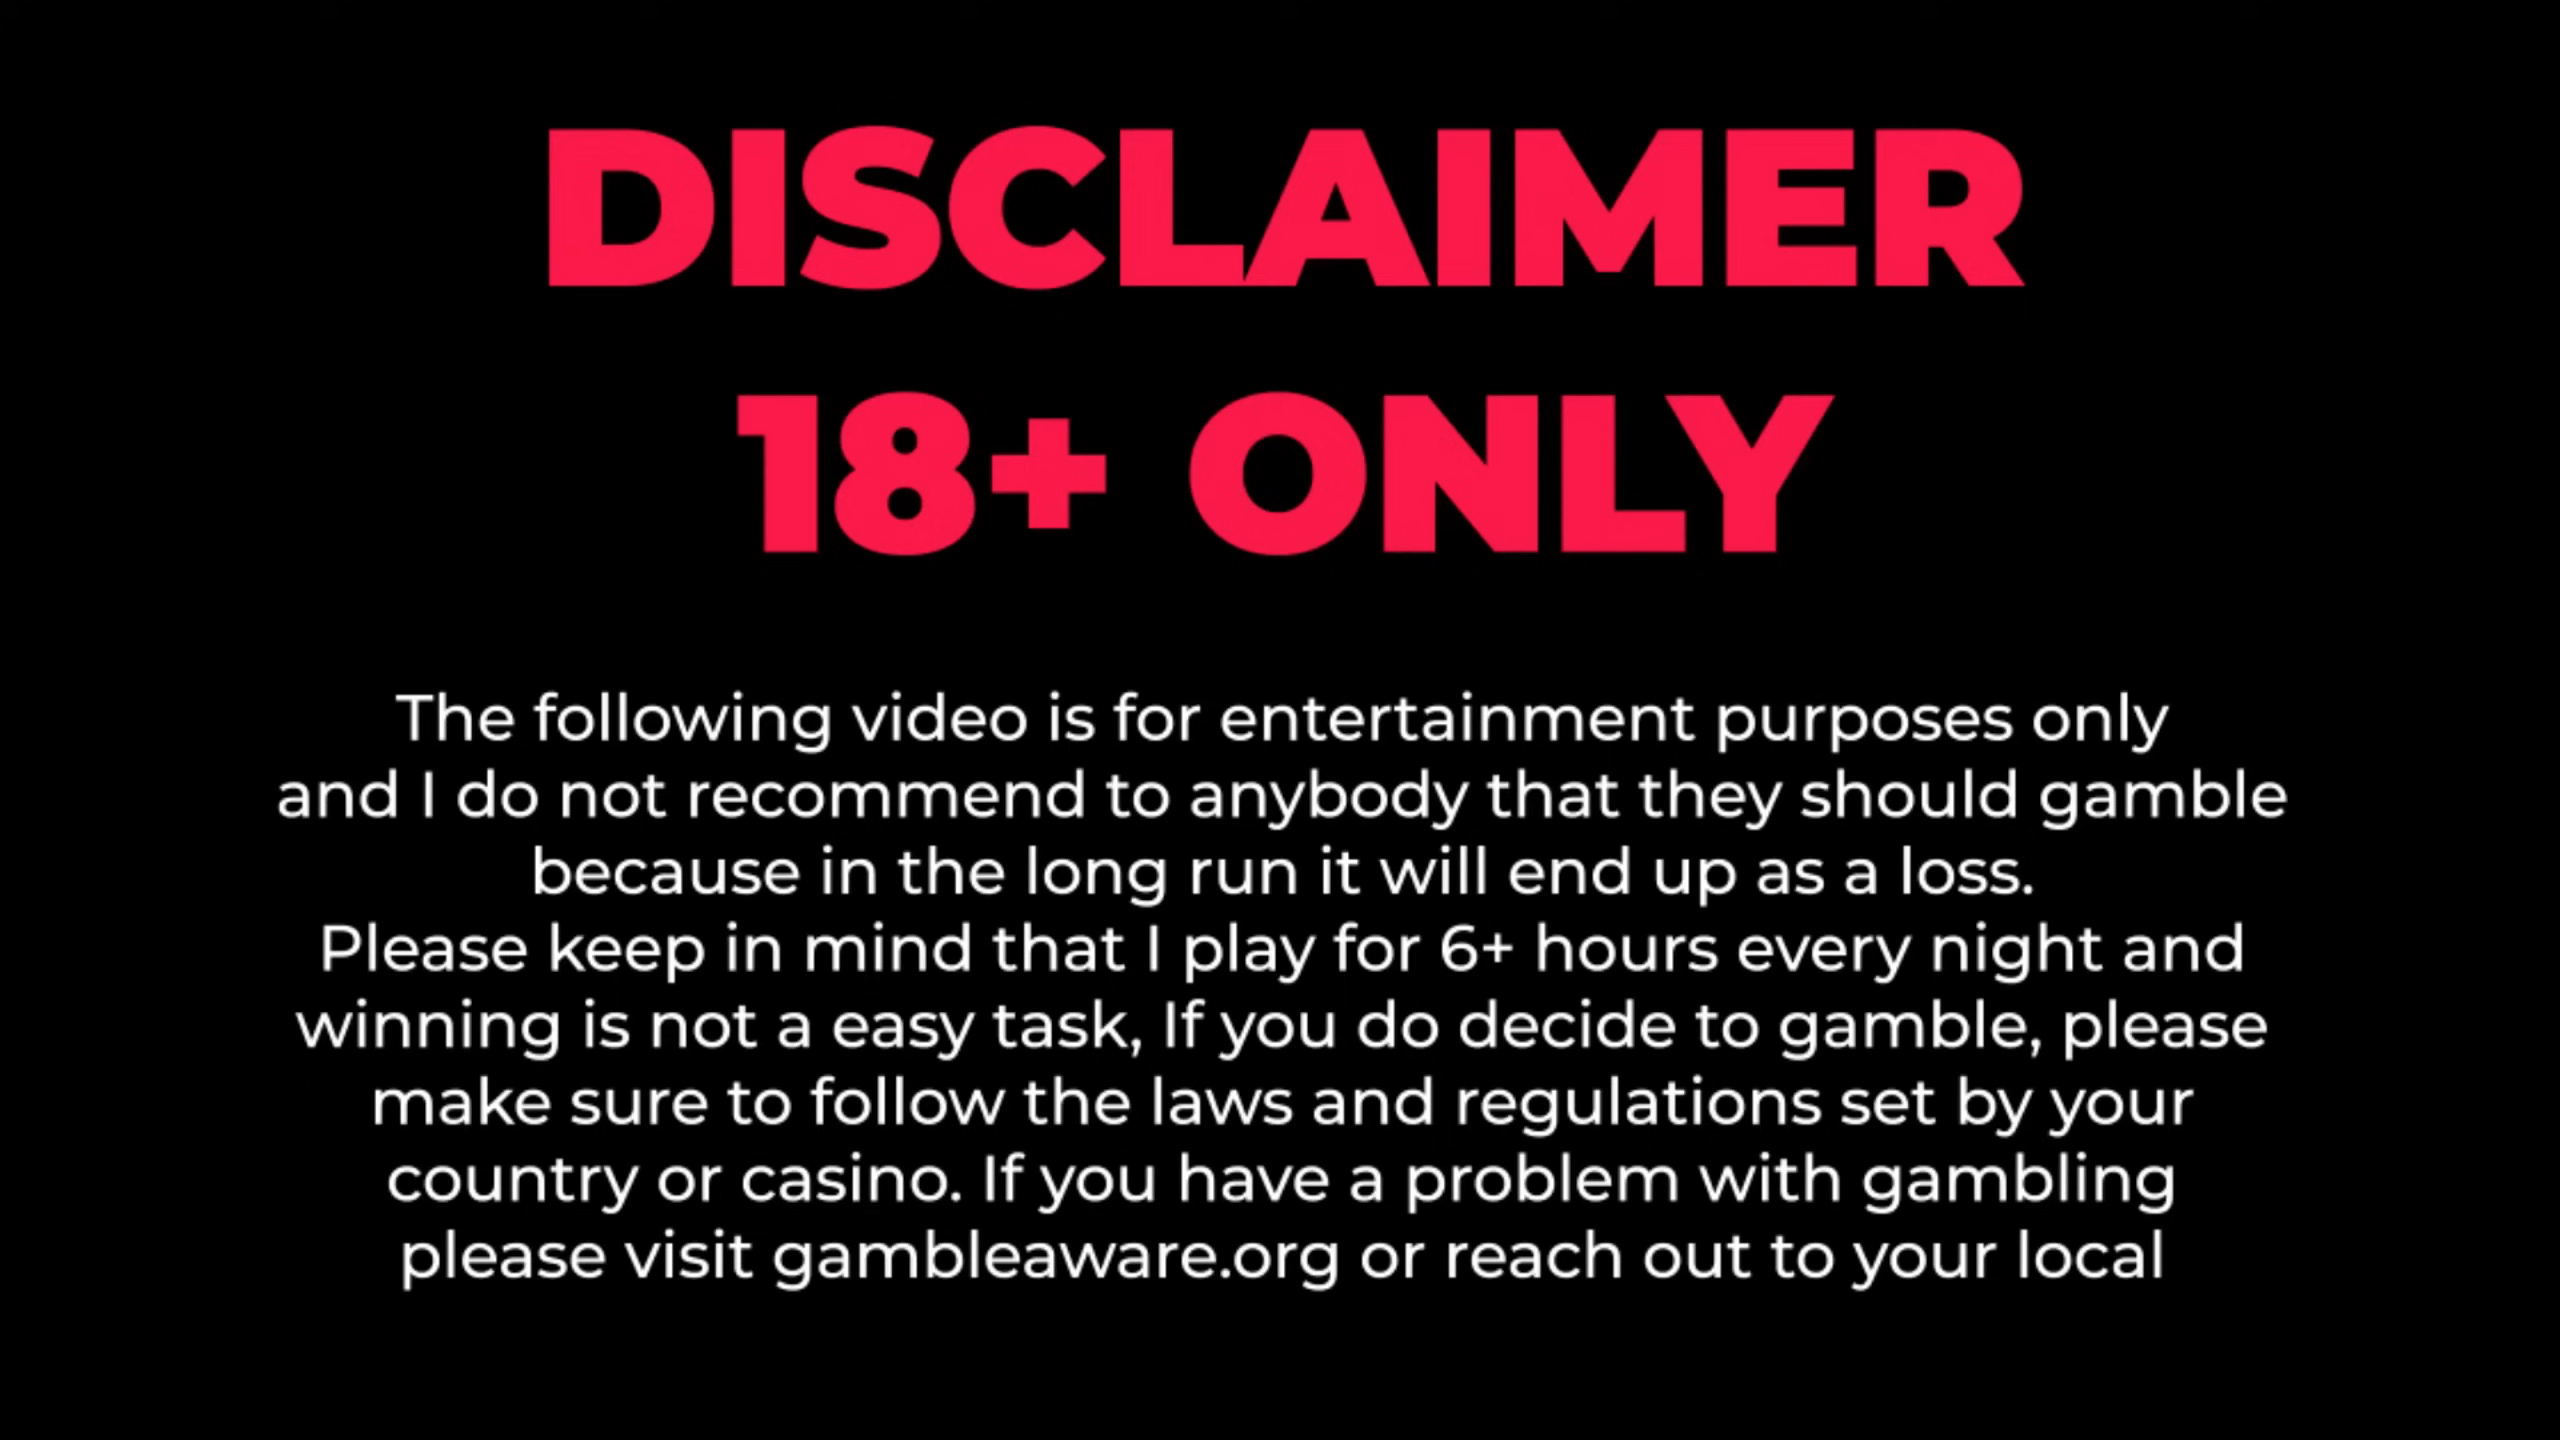 DISCLAIMER
18+ ONLY
The following video is for entertainment purposes only
and I do not recommend to anybody that they should gamble
because in the long run it will end up as a loss.
Please keep in mind that I play for 6+ hours every night and
winning is not a easy task, If you do decide to gamble, please
make sure to follow the laws and regulations set by your
country or casino. If you have a problem with gambling
please visit gambleaware.org or reach out to your local